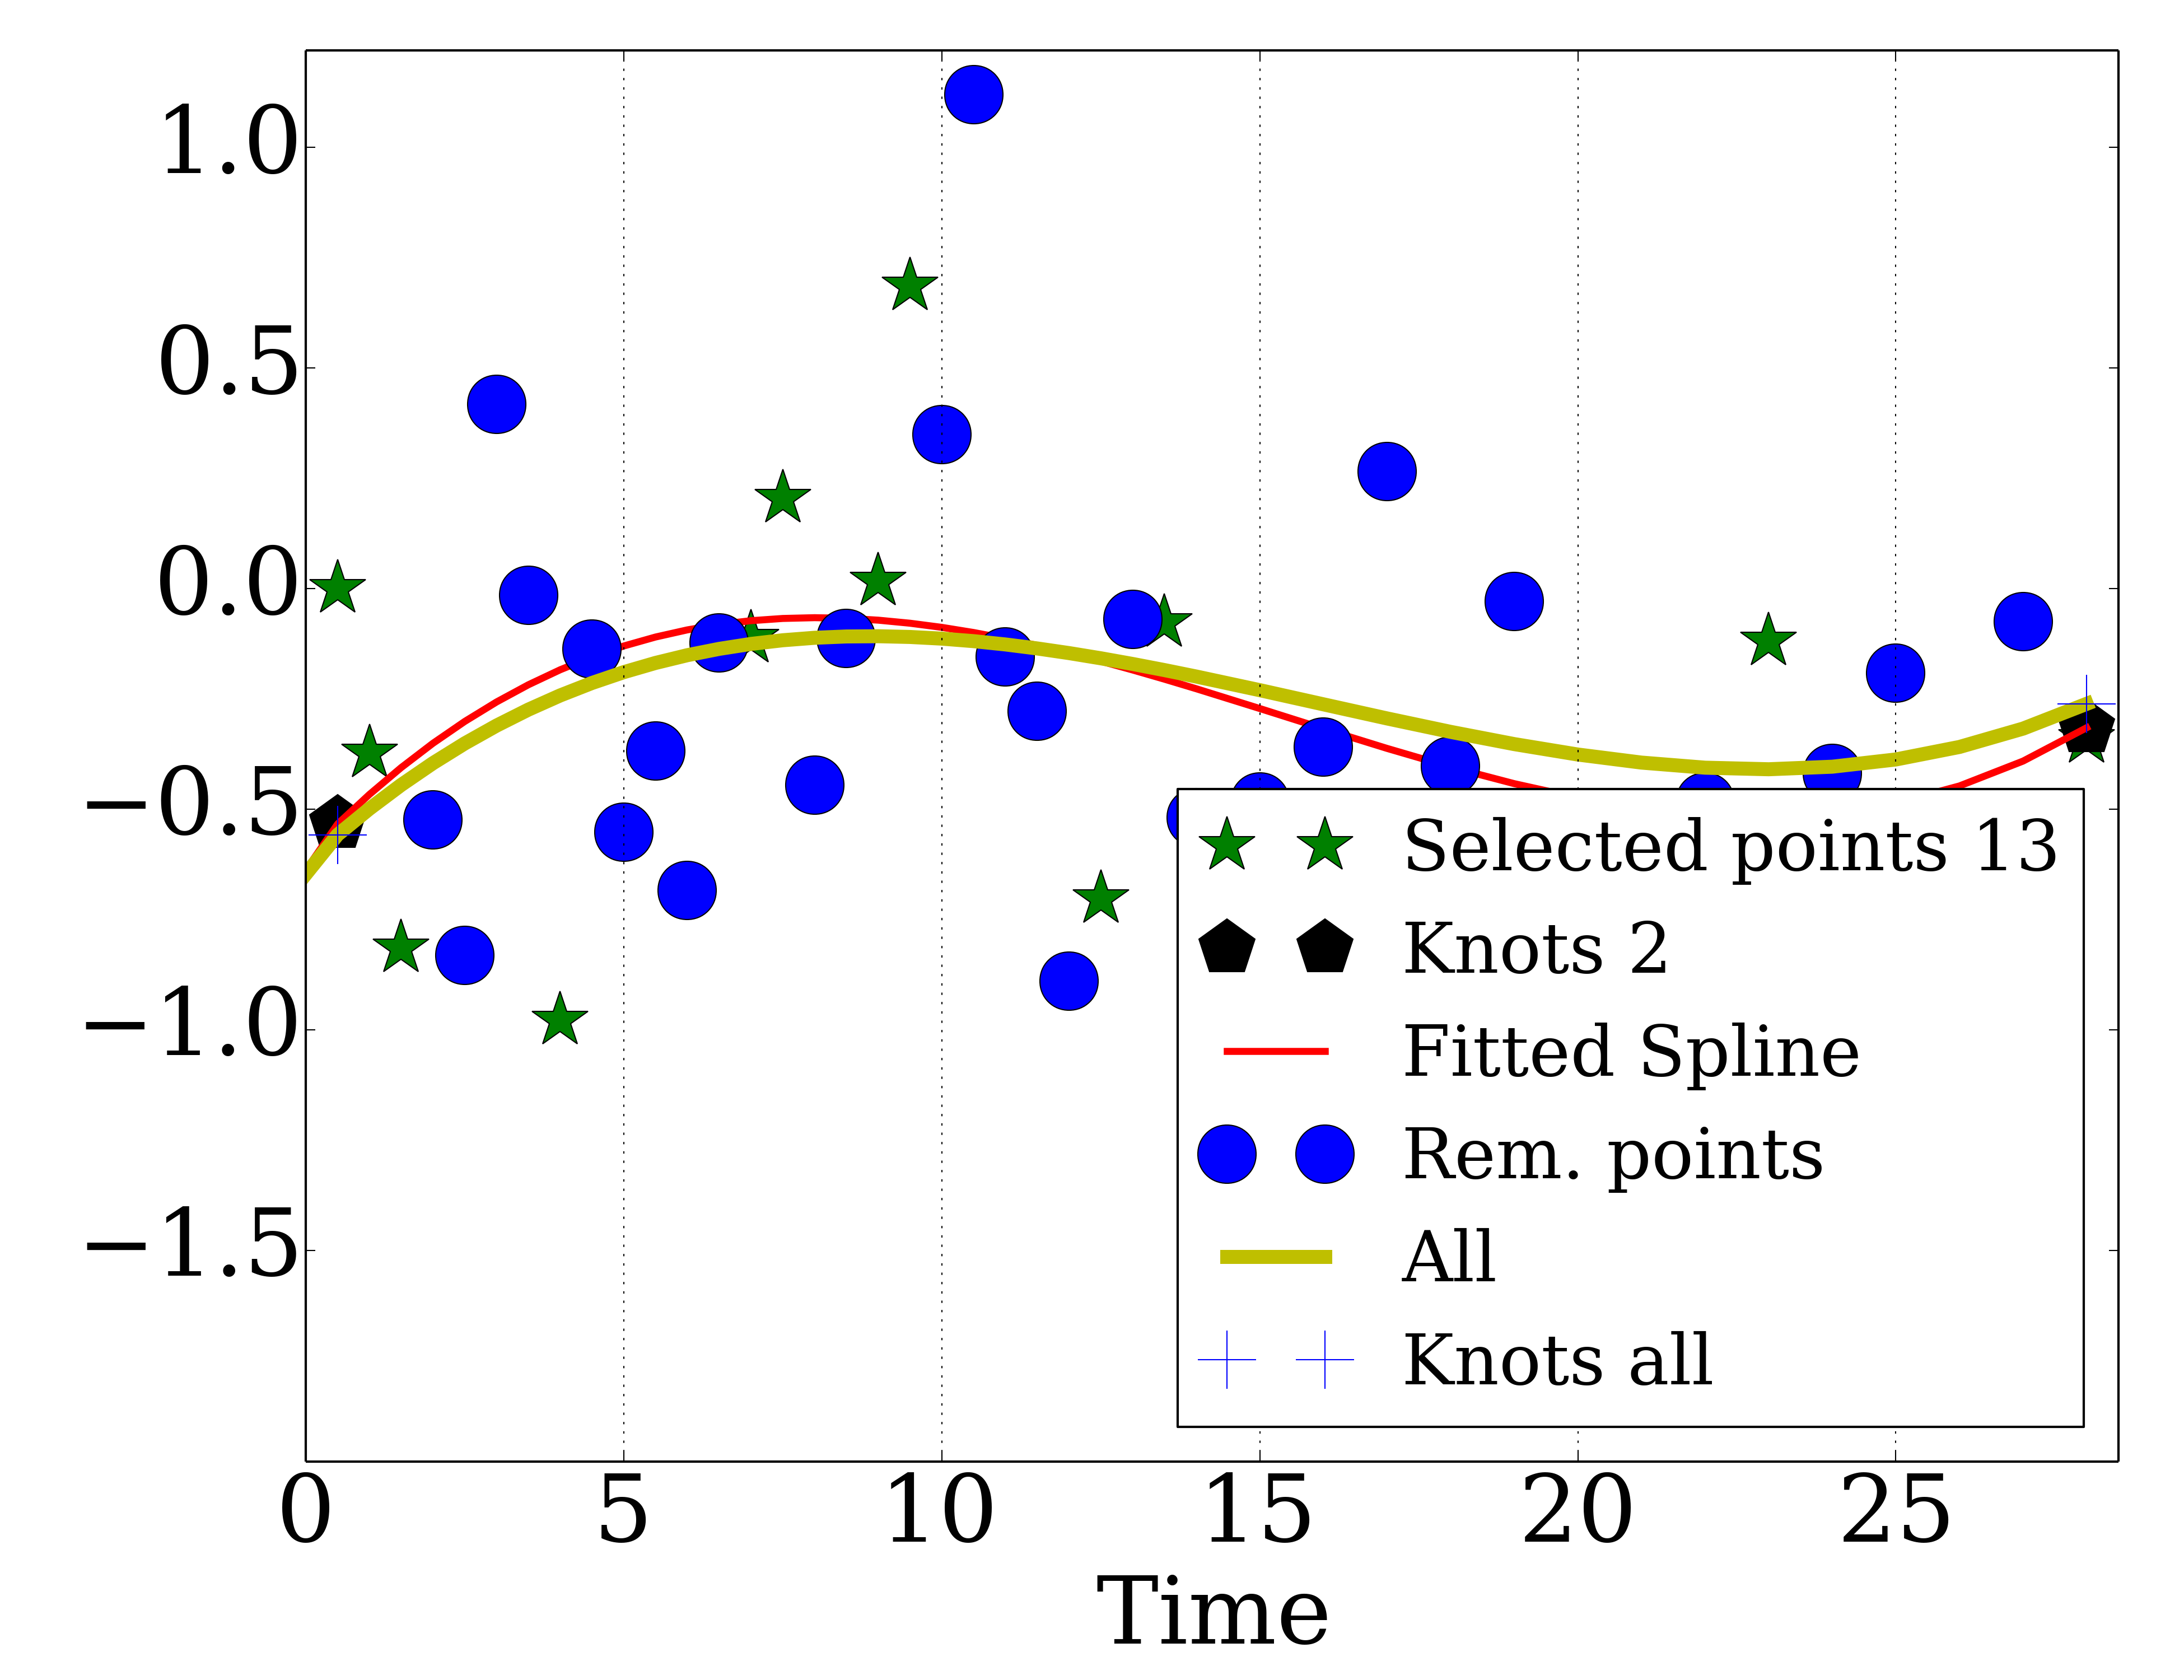 1.0
0.5
0.0
−0.5
−1.0
−1.5
Selected points 13
Knots 2
Fitted Spline
Rem. points
All
Knots all
0 5 10 15 20 25
Time